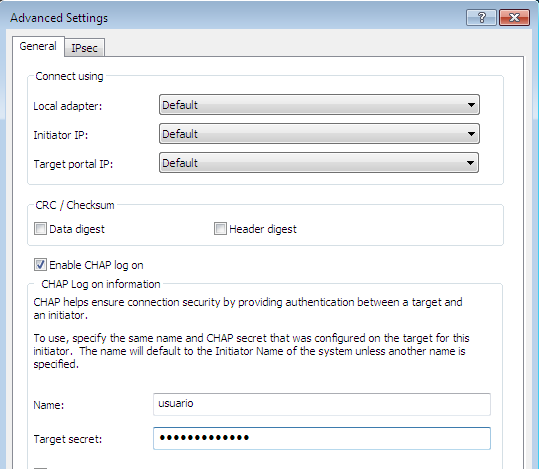 Advanced Settings
General IPsec
Connect using
Local adapter: Default
Initiator IP: Default
Target portal IP: Default
CRC / Checksum
Data digest Header digest
Enable CHAP log on
CHAP Log on information
CHAP helps ensure connection security by providing authentication between a target and
an initiator.
To use, specify the same name and CHAP secret that was configured on the target for this
initiator. The name will default to the Initiator Name of the system unless another name is
specified.
Name: usuario
Target secret: •••••••••••••